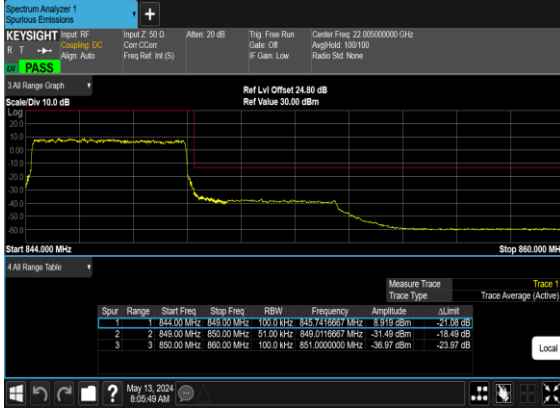 Spectrum Analyzer 1
Spurious Emissions
+
KEYSIGHT Input: RF Input Z: 50 Ω Atten: 20 dB Trig: Free Run Center Freq: 22.005000000 GHz
R T Coupling: DC Corr CCorr Gate: Off Avg|Hold: 100/100
Align: Auto Freq Ref: Int (S) IF Gain: Low Radio Std: None
PASS
3 All Range Graph
Ref Lvl Offset 24.80 dB
Scale/Div 10.0 dB Ref Value 30.00 dBm
Log
20.0
10.0
0.00
-10.0
-20.0
-30.0
-40.0
-50.0
-60.0
Start 844.000 MHz Stop 860.000 MH
4 All Range Table
Measure Trace Trace 1
Trace Type Trace Average (Active)
Spur Range Start Freq Stop Freq RBW Frequency Amplitude ΔLimit
1 1 844.00 MHz 849.00 MHz 100.0 kHz 845.7416667 MHz 8.919 dBm -21.08 dB
2 2 849.00 MHz 850.00 MHz 51.00 kHz 849.0116667 MHz -31.49 dBm -18.49 dB
3 3 850.00 MHz 860.00 MHz 100.0 kHz 851.0000000 MHz -36.97 dBm -23.97 dB
Local
? May 13, 2024
8:05:49 AM